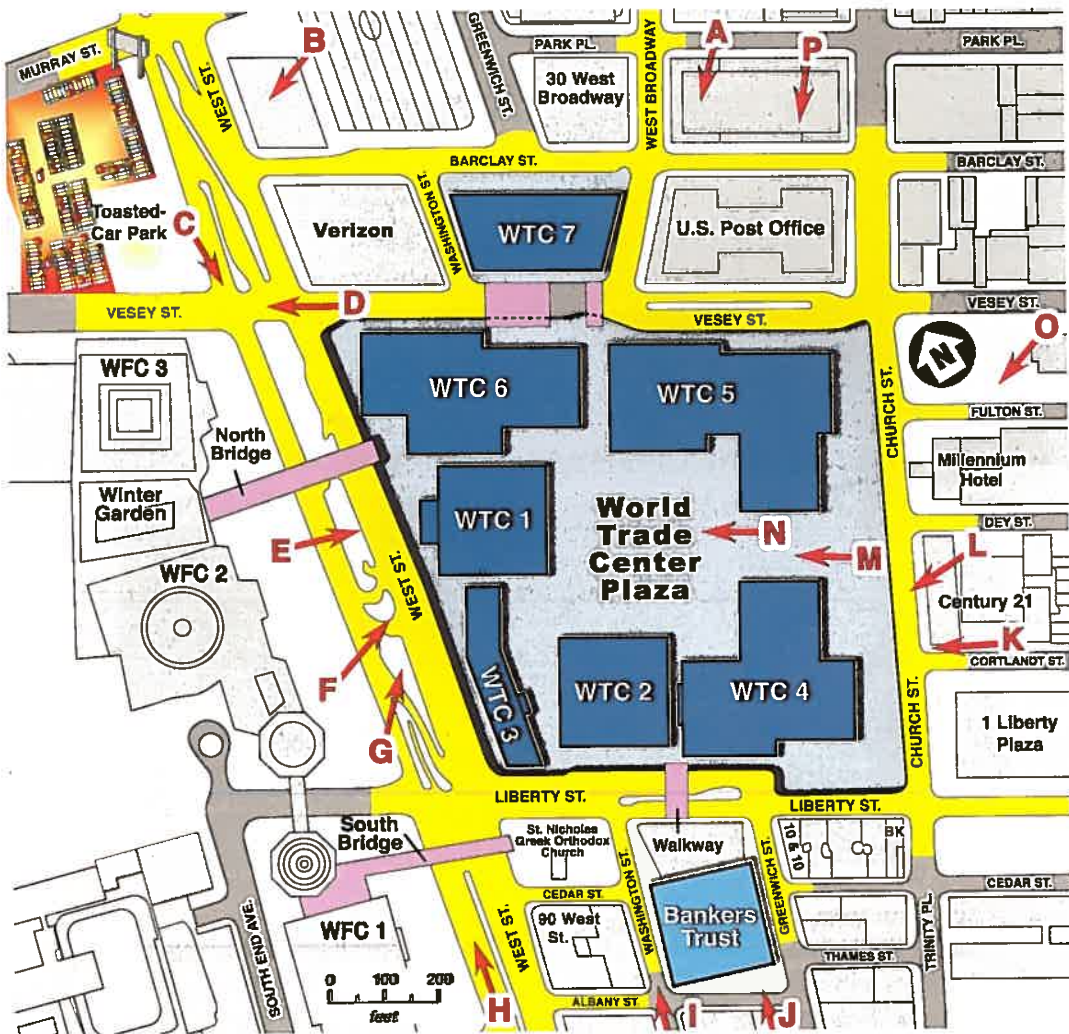 MURRAY ST.
WEST ST.
B
GREENWICH ST.
PARK PL.
WEST BROADWAY
A
P
PARK PL.
30 West
Broadway
BARCLAY ST.
BARCLAY ST.
Toasted-
Car Park
C
Verizon
WASHINGTON ST.
WTC 7
U.S. Post Office
VESEY ST.
D
VESEY ST.
VESEY ST.
N
O
WFC 3
WTC 6
WTC 5
CHURCH ST.
FULTON ST.
North
Bridge
Millennium
Hotel
Winter
Garden
WTC 1
World
Trade
Center
Plaza
N
DEY ST.
E
M
L
WFC 2
WEST ST.
Century 21
K
CORTLANDT ST.
F
WTC 3
WTC 2
WTC 4
G
CHURCH ST.
1 Liberty
Plaza
LIBERTY ST.
LIBERTY ST.
South
Bridge
St. Nicholas
Greek Orthodox
Church
Walkway
10 & 10
BK
WASHINGTON ST.
GREENWICH ST.
CEDAR ST.
CEDAR ST.
SOUTH END AVE.
WFC 1
WEST ST.
90 West
St.
Bankers
Trust
TRINITY PL.
THAMES ST.
0 100 200
feet
H
ALBANY ST.
I
J